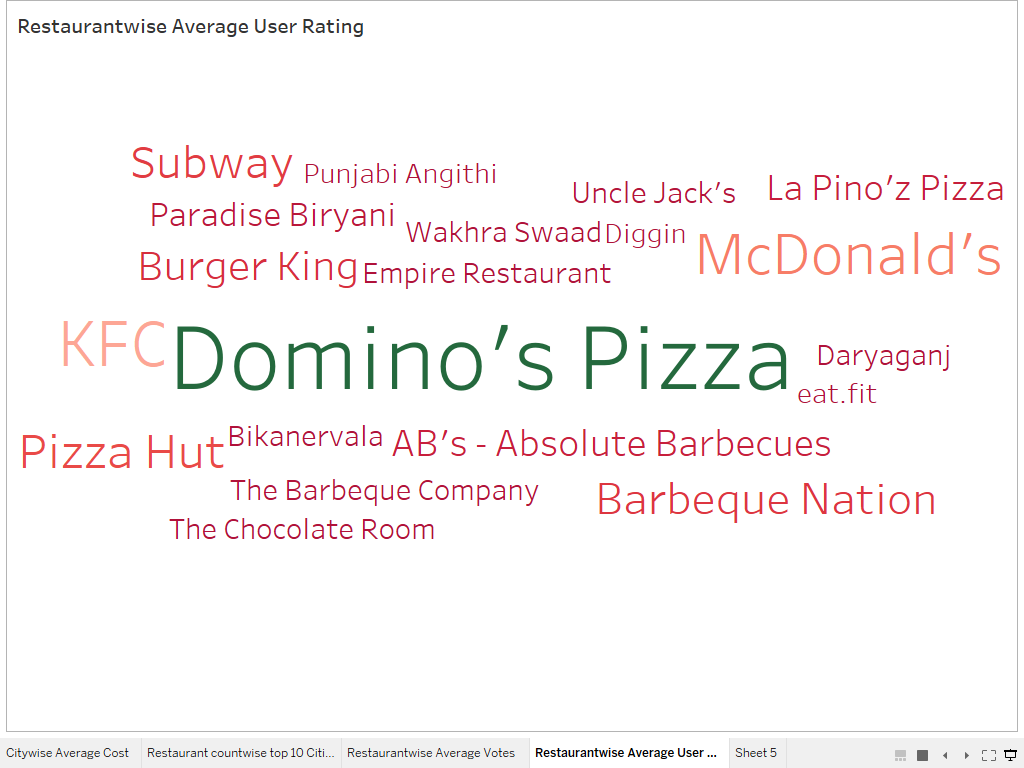 Restaurantwise Average User Rating
Subway
Punjabi Angithi
Uncle Jack's
La Pino'z Pizza
Paradise Biryani
Wakhra Swaad
Diggin
McDonald's
Burger King
Empire Restaurant
KFC
Domino's Pizza
Daryaganj
eat.fit
Pizza Hut
Bikanervala
AB's - Absolute Barbecues
The Barbeque Company
Barbeque Nation
The Chocolate Room
Citywise Average Cost
Restaurant countwise top 10 Citi...
Restaurantwise Average Votes
Restaurantwise Average User ...
Sheet 5